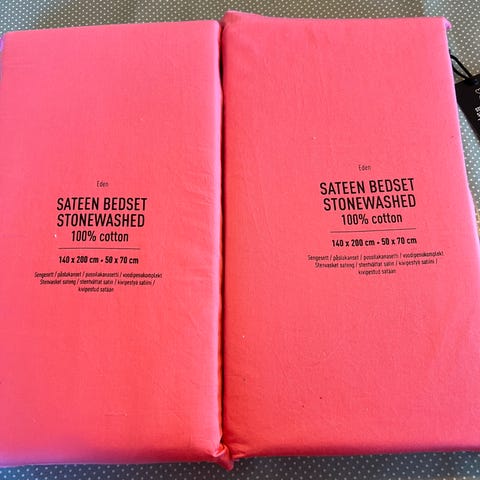 Eden
SATEEN BEDSET
STONEWASHED
100% cotton
140 x 200 cm • 50 x 70 cm
Sengesett / påslakanset / pussilakanasetti / voodipesukomplekt
Stenvasket sateng / stentvättat satin / kivipestyä satiini /
kivipestud satään
Eden
SATEEN BEDSET
STONEWASHED
100% cotton
140 x 200 cm • 50 x 70 cm
Sengesett / påslakanset / pussilakanasetti / voodipesukomplekt
Stenvasket sateng / stentvättat satin / kivipestyä satiini /
kivipestud satään